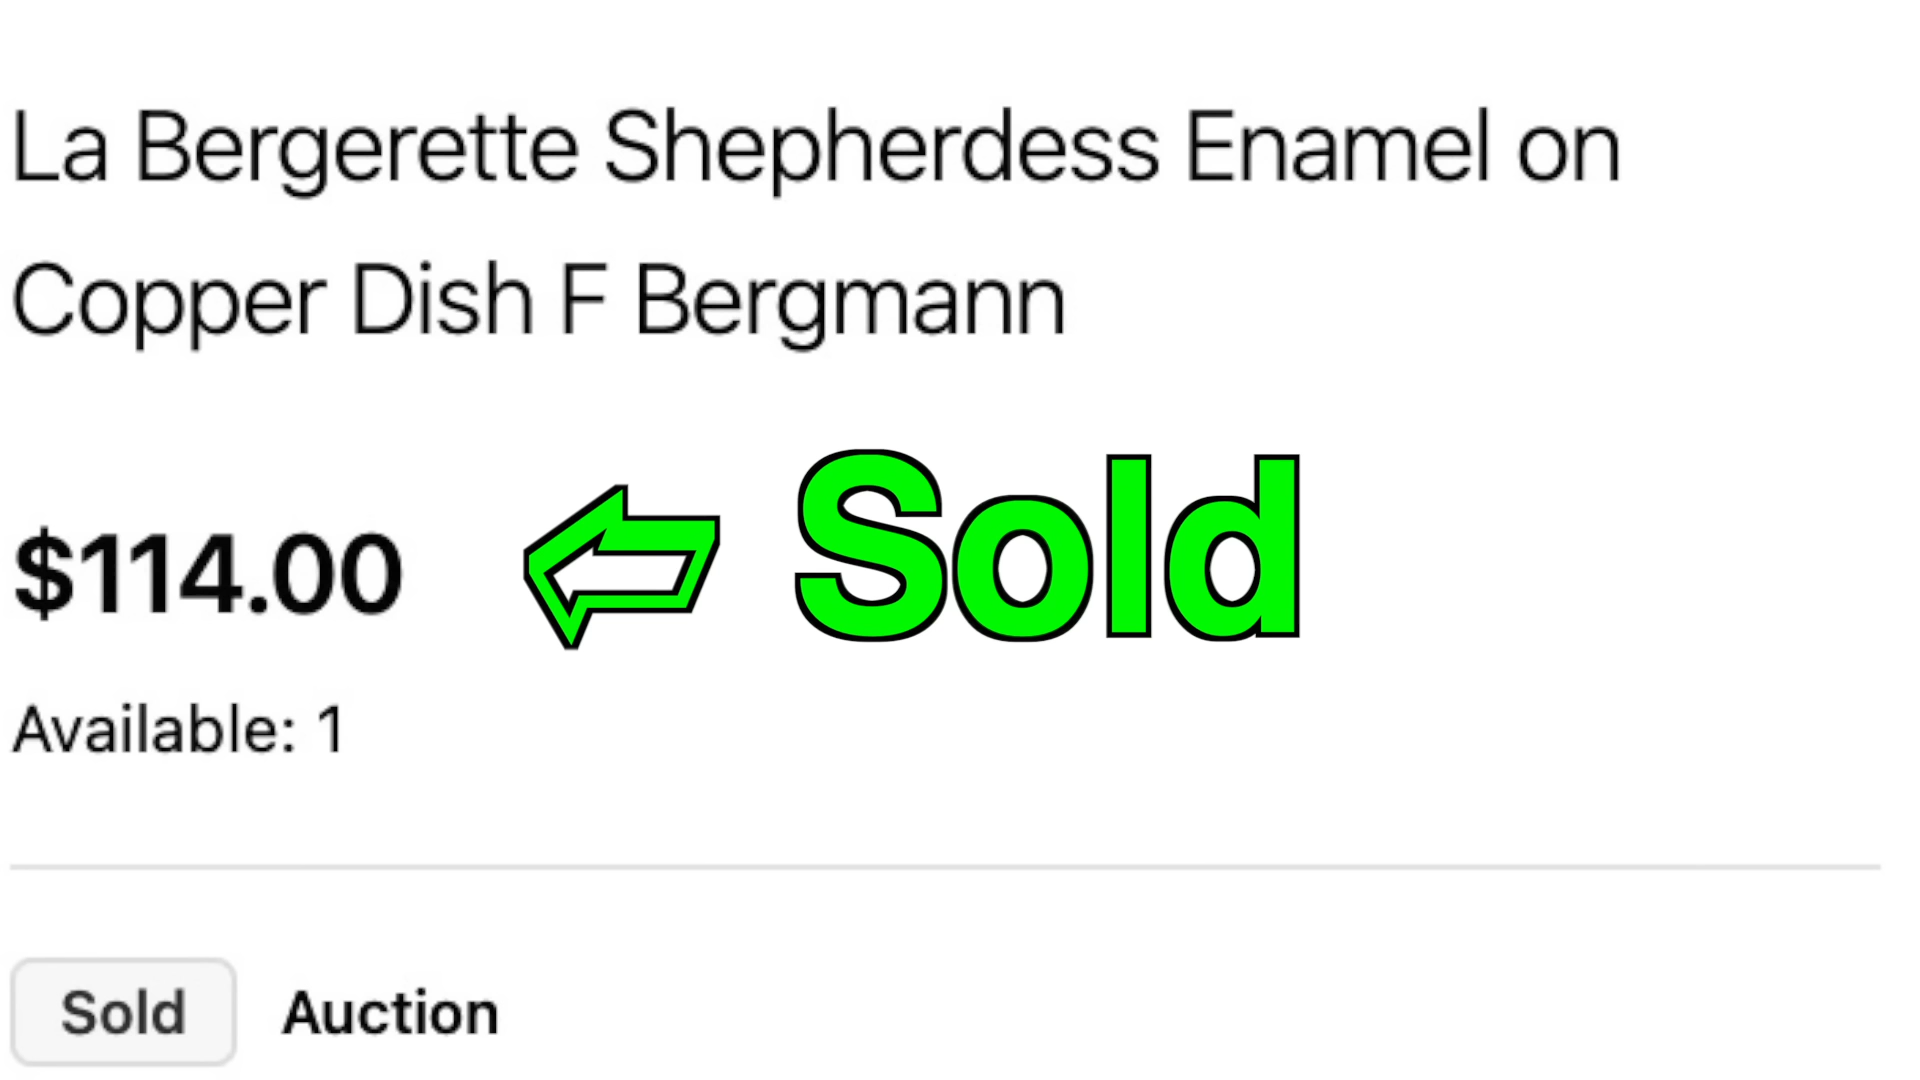 La Bergerette Shepherdess Enamel on
Copper Dish F Bergmann
$114.00 Sold
Available: 1
Sold Auction